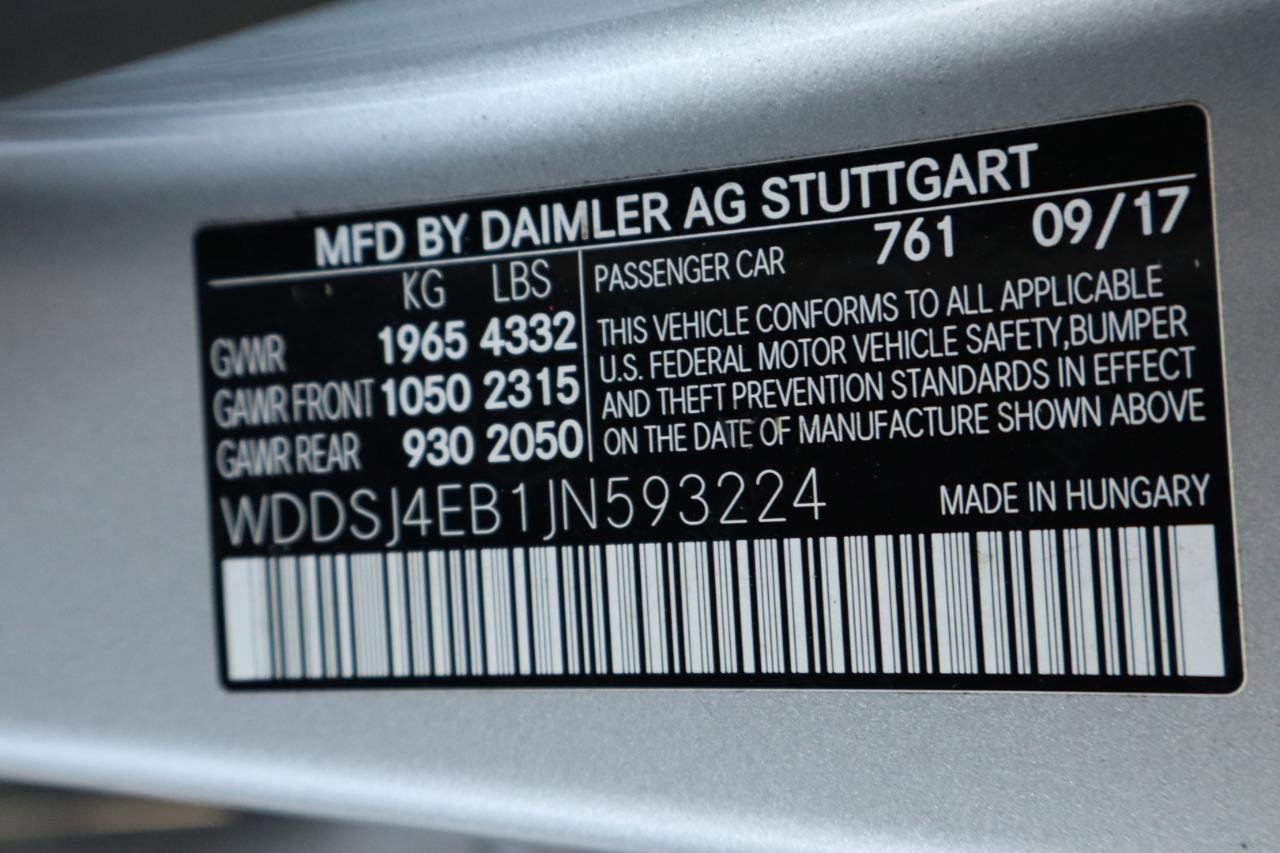 MFD BY DAIMLER AG STUTTGART
KG LBS
GVWR 1965 4332
GAWR FRONT 1050 2315
GAWR REAR 930 2050
PASSENGER CAR 761 09/17
THIS VEHICLE CONFORMS TO ALL APPLICABLE
U.S. FEDERAL MOTOR VEHICLE SAFETY,BUMPER
AND THEFT PREVENTION STANDARDS IN EFFECT
ON THE DATE OF MANUFACTURE SHOWN ABOVE
WDDSJ4EB1JN593224 MADE IN HUNGARY